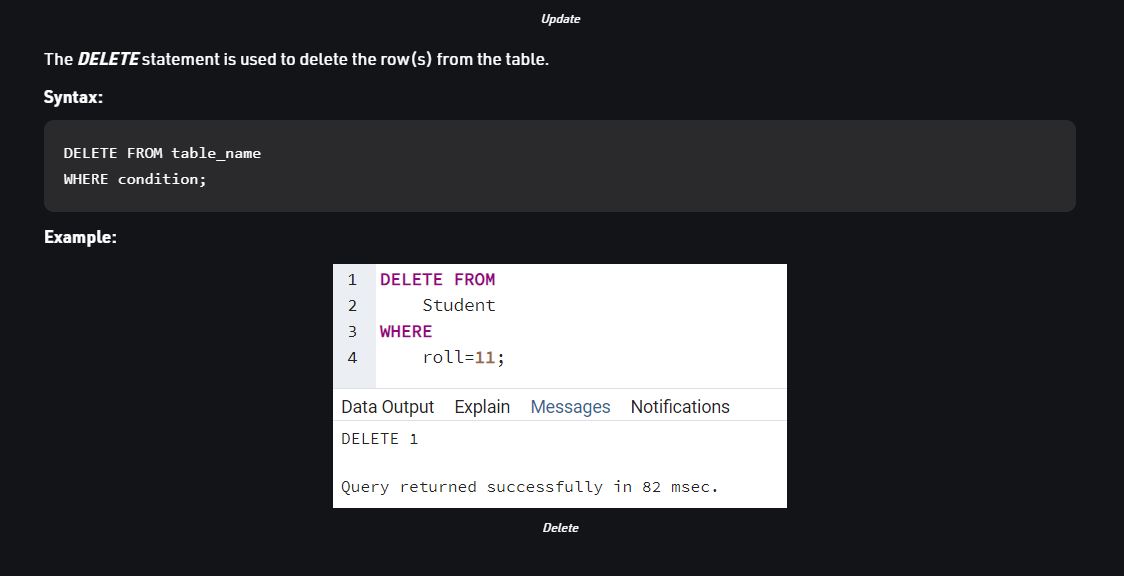 Update
The DELETE statement is used to delete the row(s) from the table.
Syntax:
DELETE FROM table_name
WHERE condition;
Example:
1 DELETE FROM
2 Student
3 WHERE
4 roll=11;
Data Output Explain Messages Notifications
DELETE 1
Query returned successfully in 82 msec.
Delete